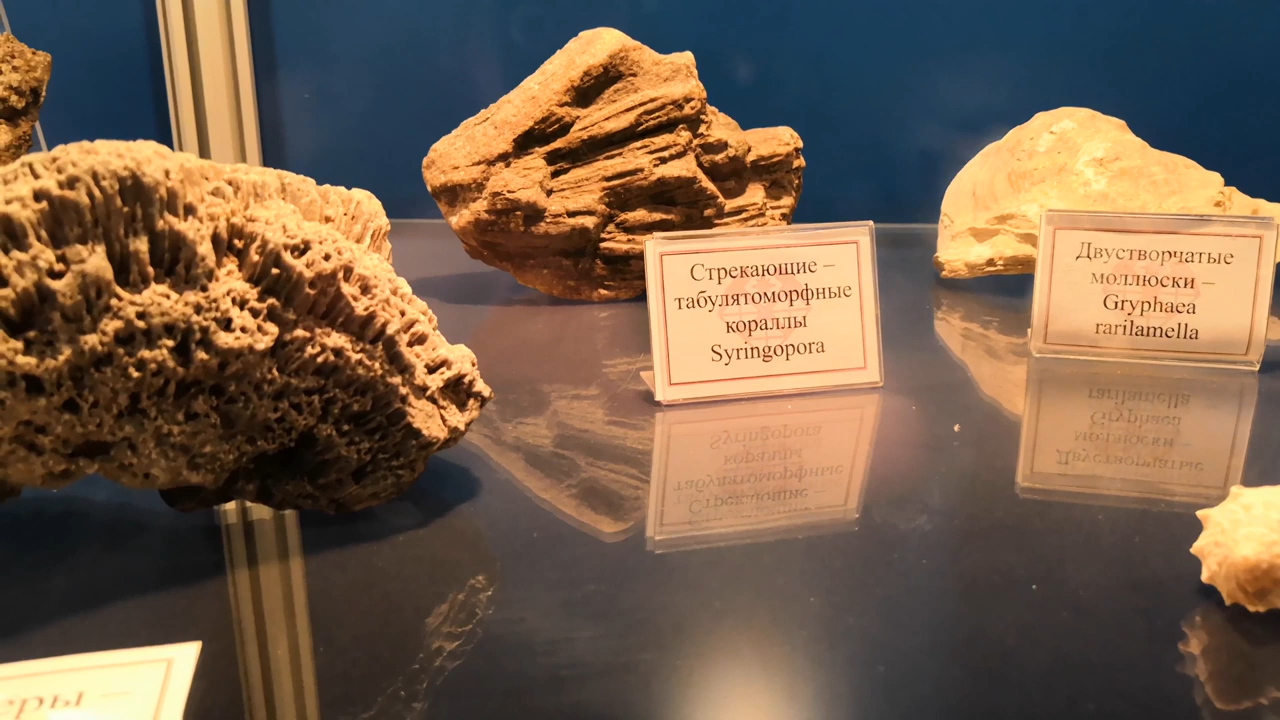 Стрекающие –
табулятоморфные
кораллы
Syringopora
Двустворчатые
моллюски –
Gryphaea
rarilamella